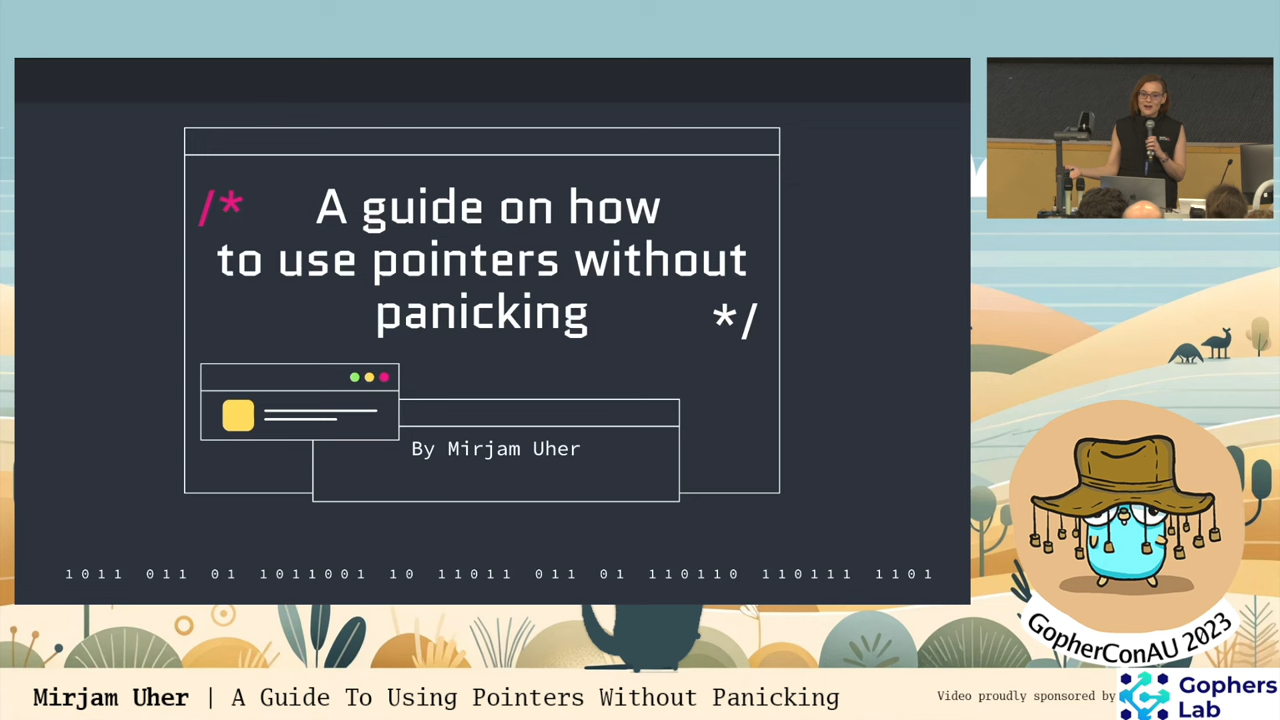 /* A guide on how
to use pointers without
panicking */
By Mirjam Uher
1011 011 01 1011001 10 11011 011 01 110110 110111 1101
GopherConAU 2023
Mirjam Uher | A Guide To Using Pointers Without Panicking
Video proudly sponsored by
Gophers
Lab